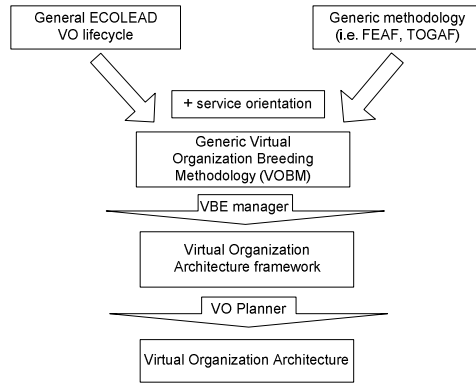 General ECOLEAD
VO lifecycle
Generic methodology
(i.e. FEAF, TOGAF)
+ service orientation
Generic Virtual
Organization Breeding
Methodology (VOBM)
VBE manager
Virtual Organization
Architecture framework
VO Planner
Virtual Organization Architecture